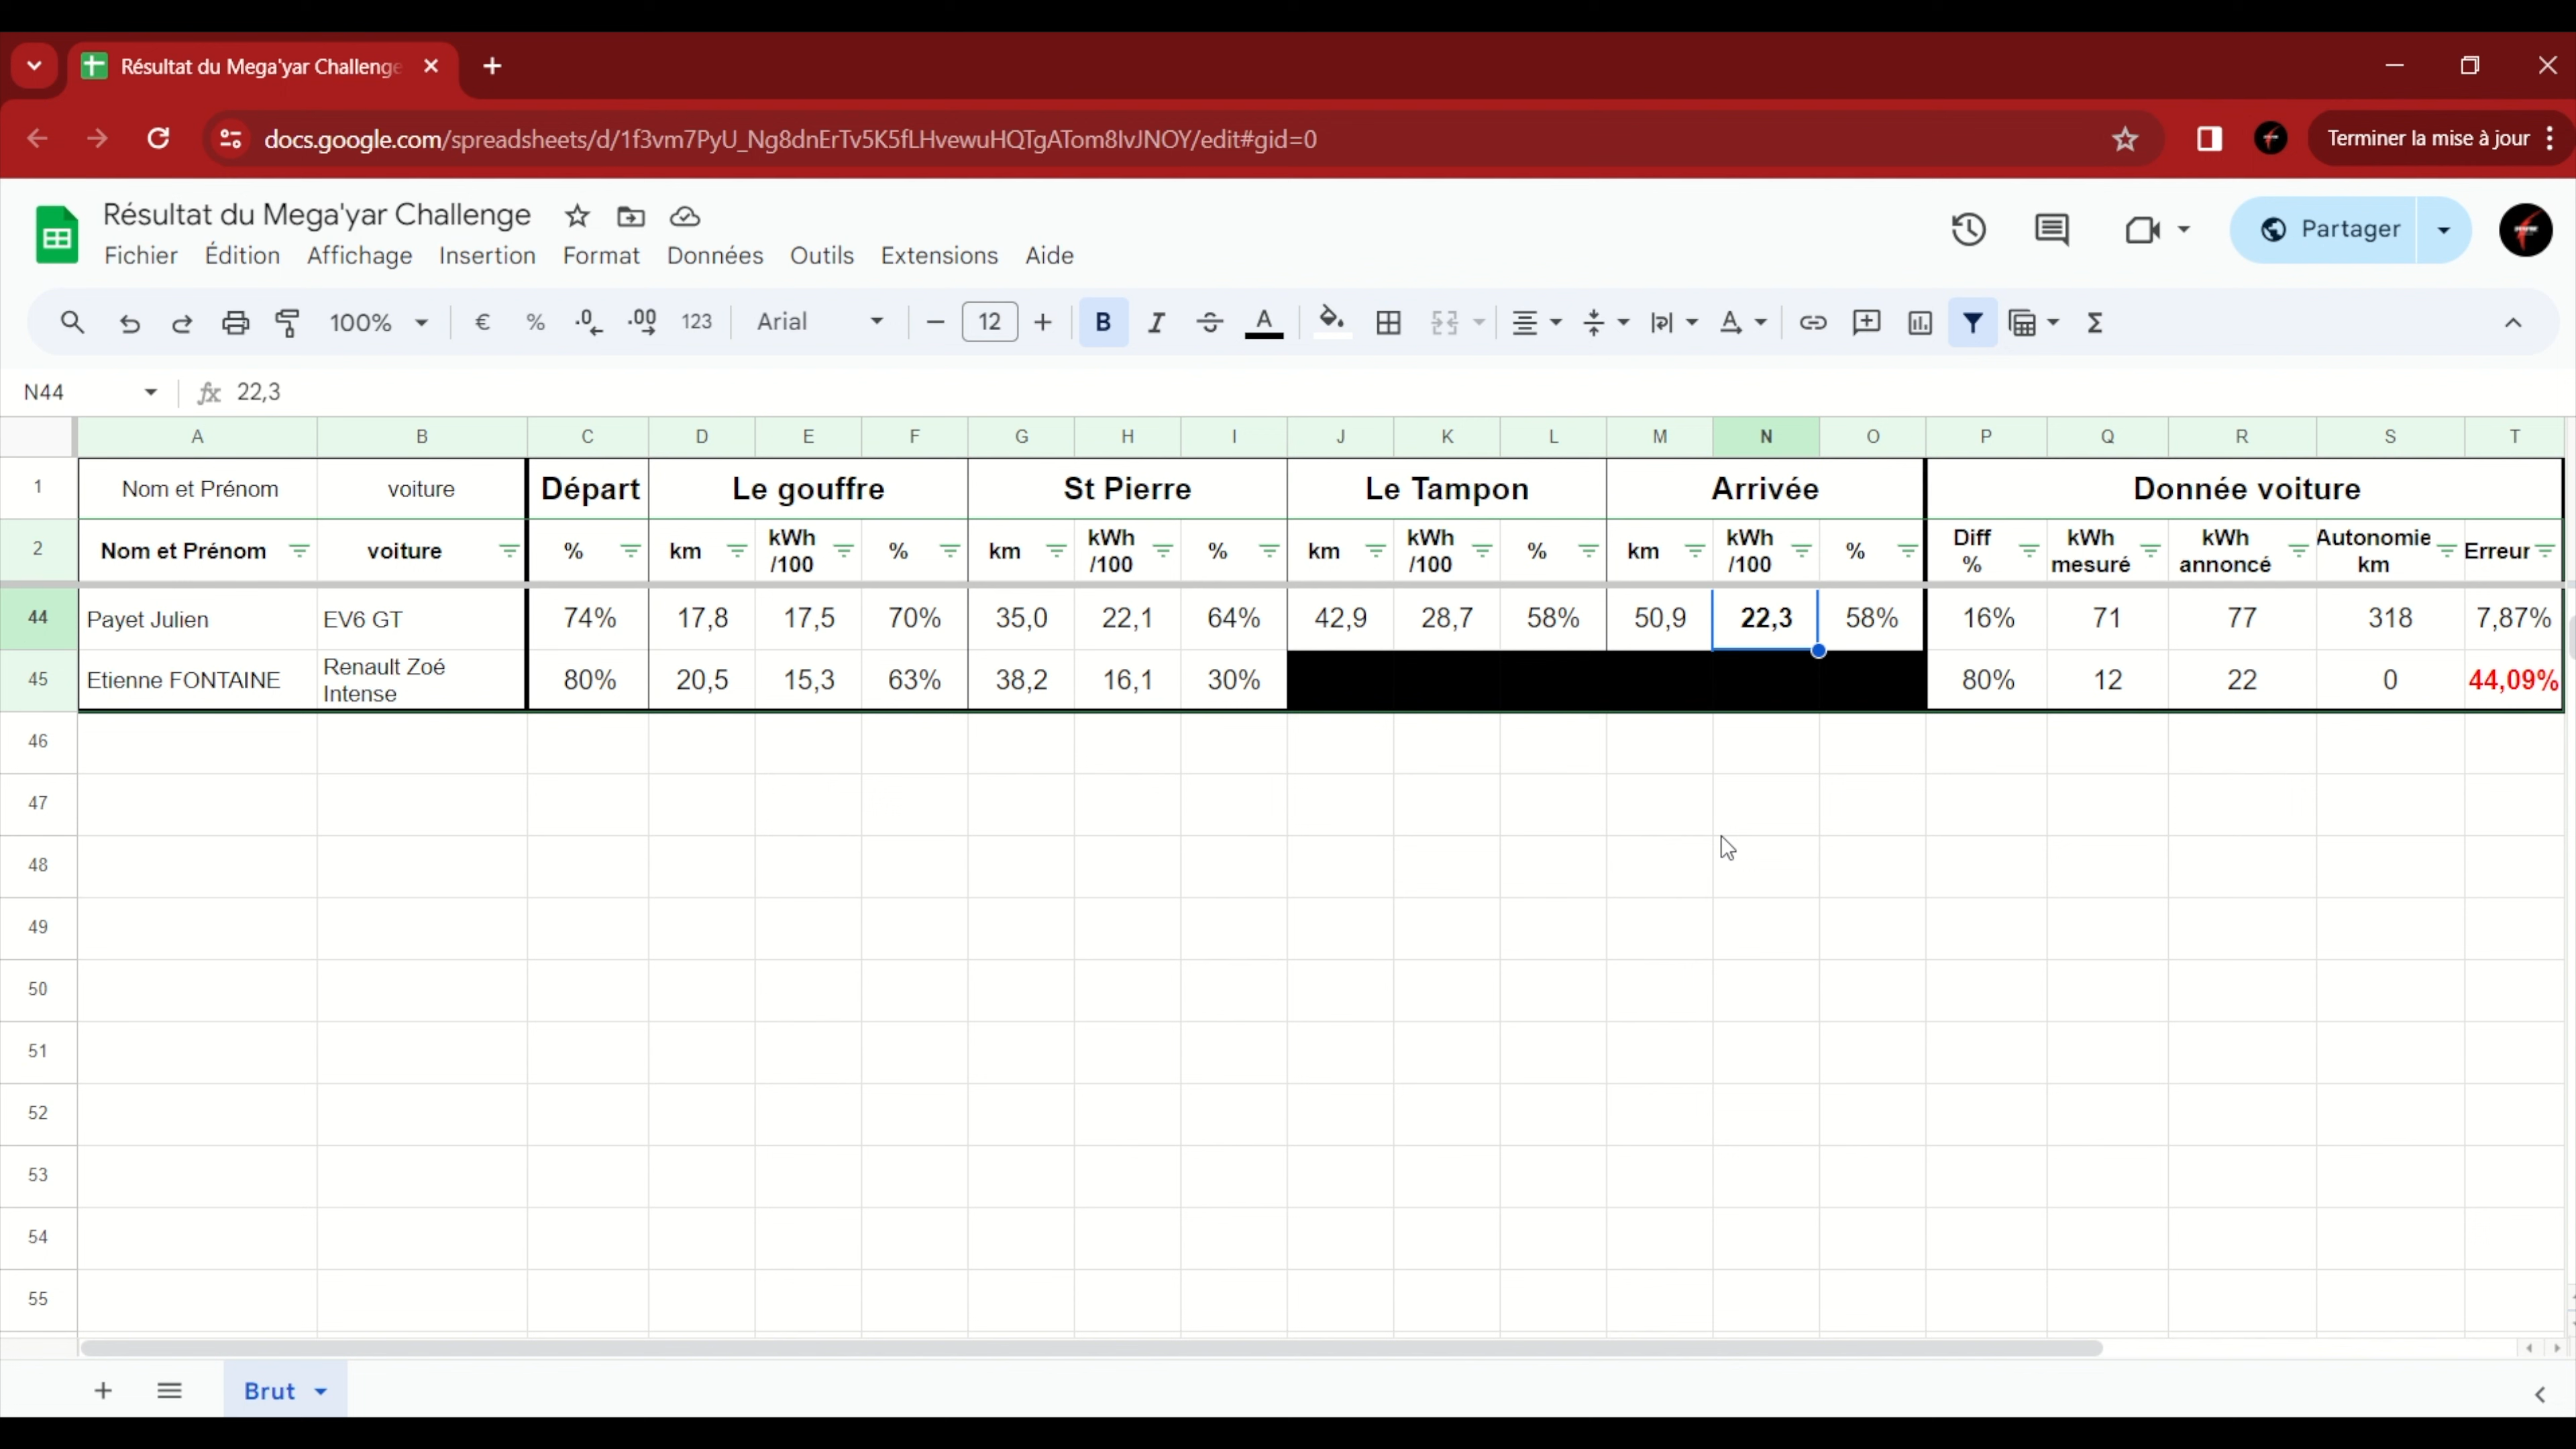 Résultat du Mega'yar Challenge
docs.google.com/spreadsheets/d/1f3vm7PyU_Ng8dnErTv5K5fLHvewuHQTgATom8lvJNOY/edit#gid=0
Terminer la mise à jour
Résultat du Mega'yar Challenge
Partager
Fichier Édition Affichage Insertion Format Données Outils Extensions Aide
100% € % .0 .00 123 Arial 12 B I A A Σ
N44 fx 22,3
A B C D E F G H I J K L M N O P Q R S T
1 Nom et Prénom voiture Départ Le gouffre St Pierre Le Tampon Arrivée Donnée voiture
2 Nom et Prénom voiture % km kWh /100 % km kWh /100 % km kWh /100 % km kWh /100 % Diff % kWh mesuré kWh annoncé Autonomie km Erreur
44 Payet Julien EV6 GT 74% 17,8 17,5 70% 35,0 22,1 64% 42,9 28,7 58% 50,9 22,3 58% 16% 71 77 318 7,87%
45 Etienne FONTAINE Renault Zoé Intense 80% 20,5 15,3 63% 38,2 16,1 30% 80% 12 22 0 44,09%
46
47
48
49
50
51
52
53
54
55
Brut